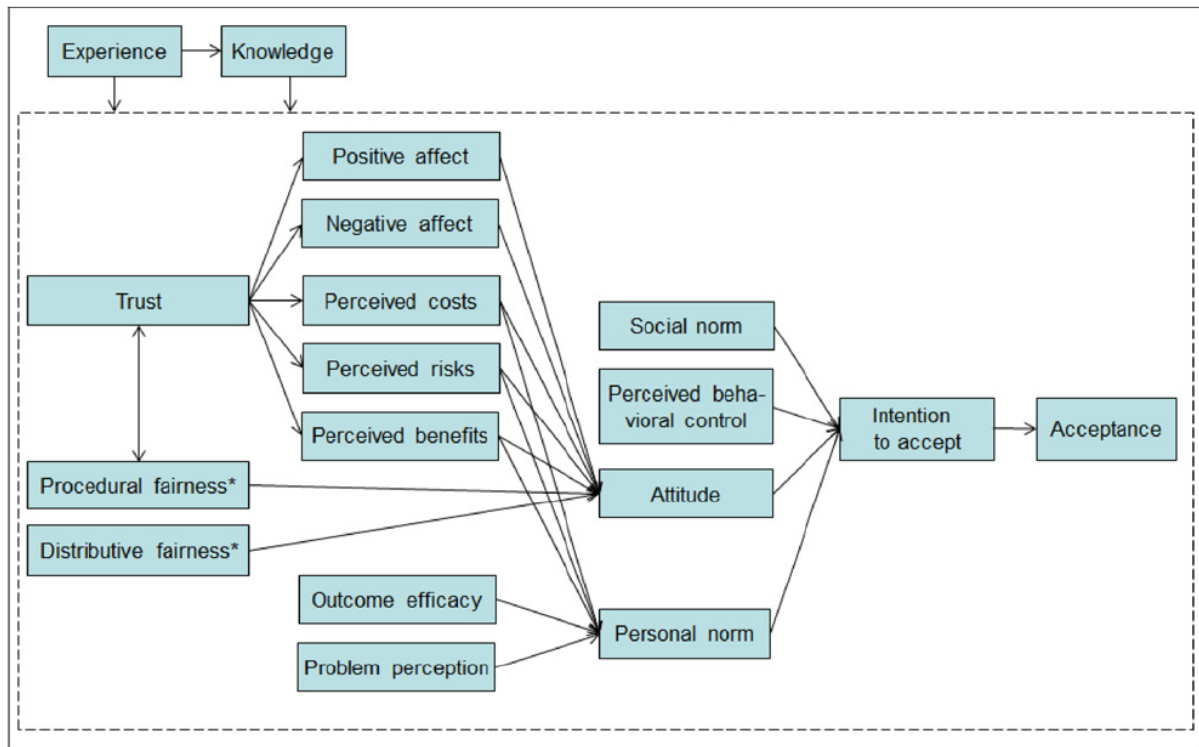 Experience
Knowledge
Positive affect
Negative affect
Trust
Perceived costs
Social norm
Perceived risks
Perceived beha-
vioral control
Intention
to accept
Acceptance
Perceived benefits
Procedural fairness*
Attitude
Distributive fairness*
Outcome efficacy
Personal norm
Problem perception